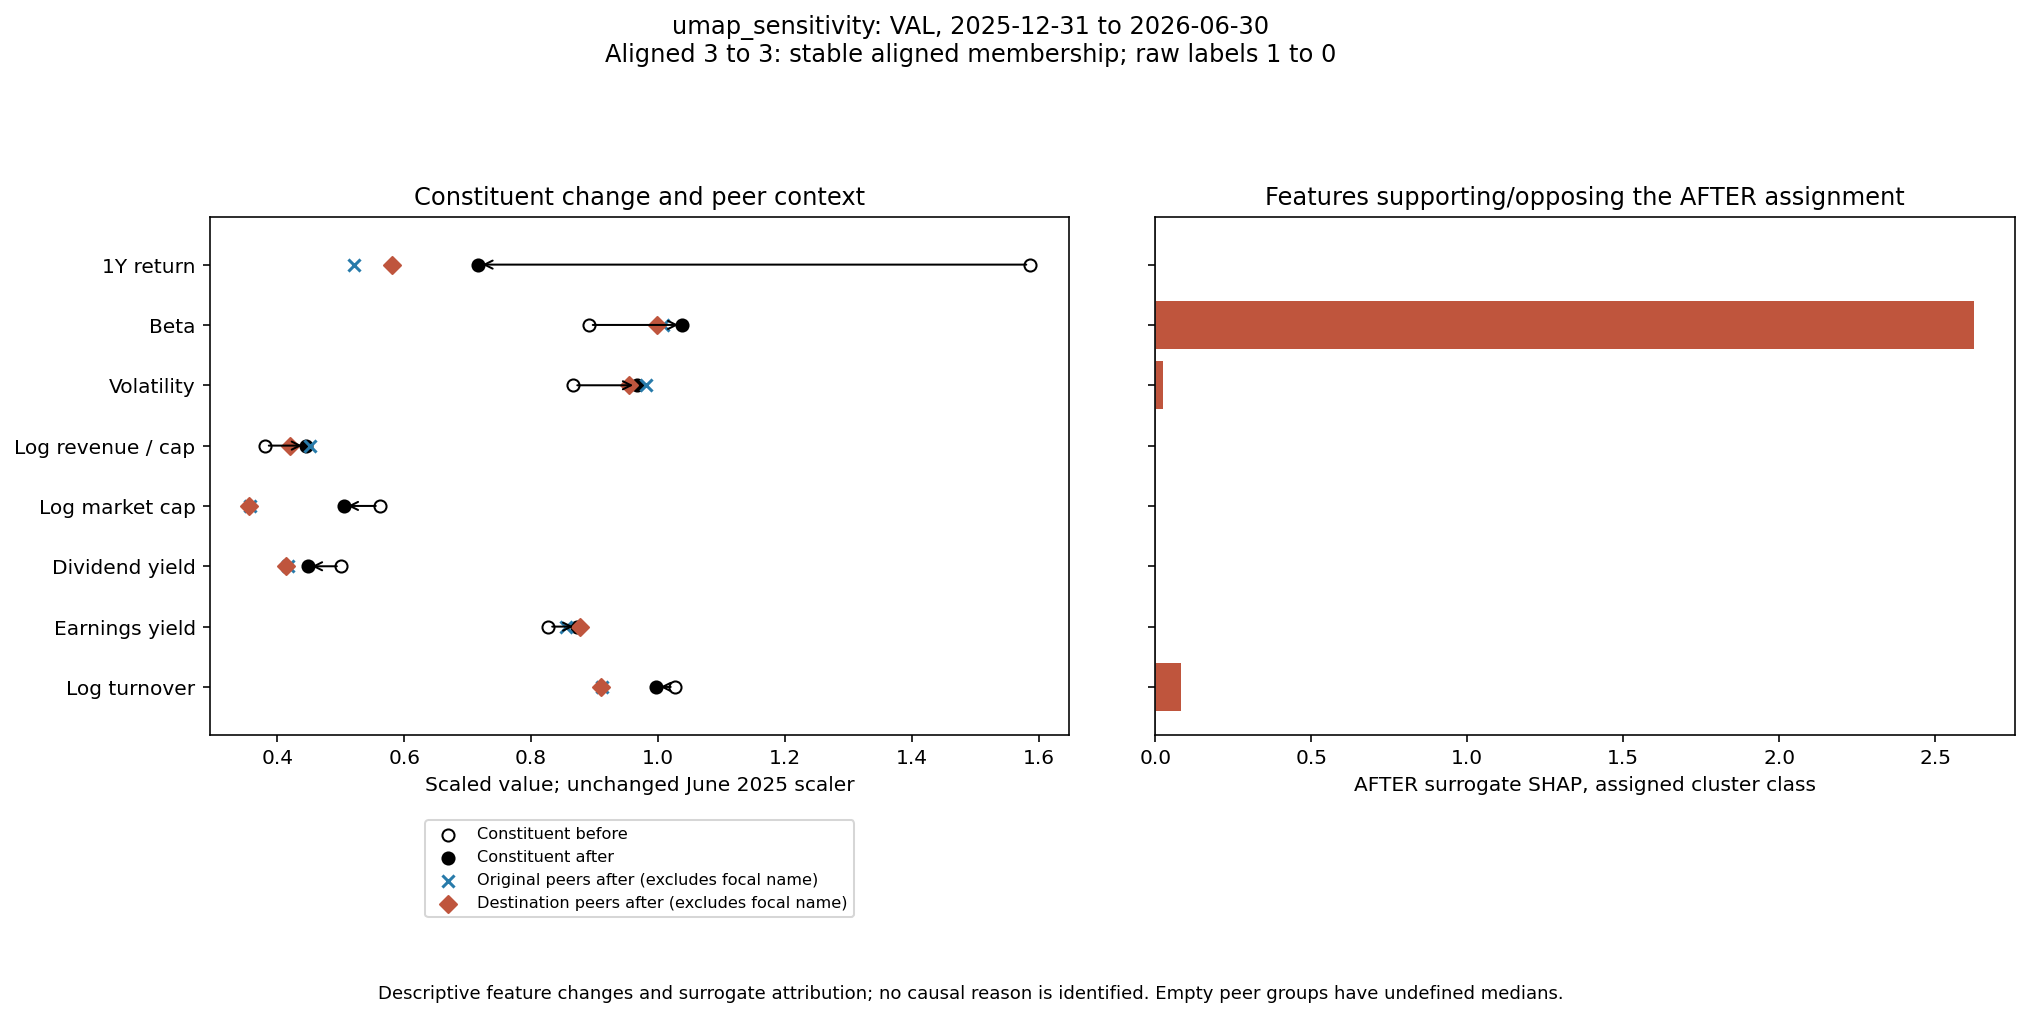 umap_sensitivity: VAL, 2025-12-31 to 2026-06-30
Aligned 3 to 3: stable aligned membership; raw labels 1 to 0
Constituent change and peer context
1Y return
Beta
Volatility
Log revenue / cap
Log market cap
Dividend yield
Earnings yield
Log turnover
0.4 0.6 0.8 1.0 1.2 1.4 1.6
Scaled value; unchanged June 2025 scaler
Constituent before
Constituent after
Original peers after (excludes focal name)
Destination peers after (excludes focal name)
Features supporting/opposing the AFTER assignment
0.0 0.5 1.0 1.5 2.0 2.5
AFTER surrogate SHAP, assigned cluster class
Descriptive feature changes and surrogate attribution; no causal reason is identified. Empty peer groups have undefined medians.